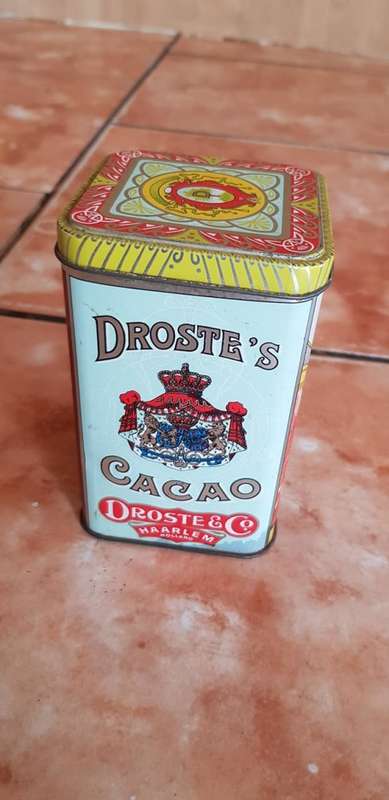 DROSTE'S
CACAO
DROSTE & Co
HAARLEM
HOLLAND